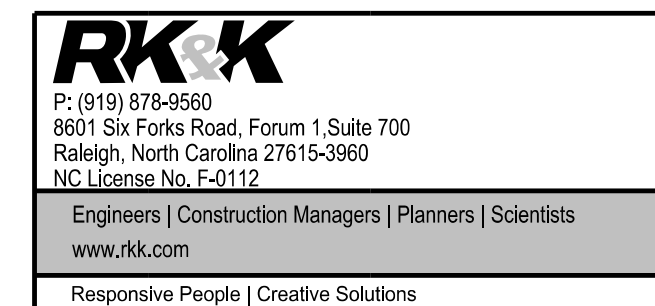 RK&K
P: (919) 878-9560
8601 Six Forks Road, Forum 1,Suite 700
Raleigh, North Carolina 27615-3960
NC License No. F-0112
Engineers | Construction Managers | Planners | Scientists
www.rkk.com
Responsive People | Creative Solutions